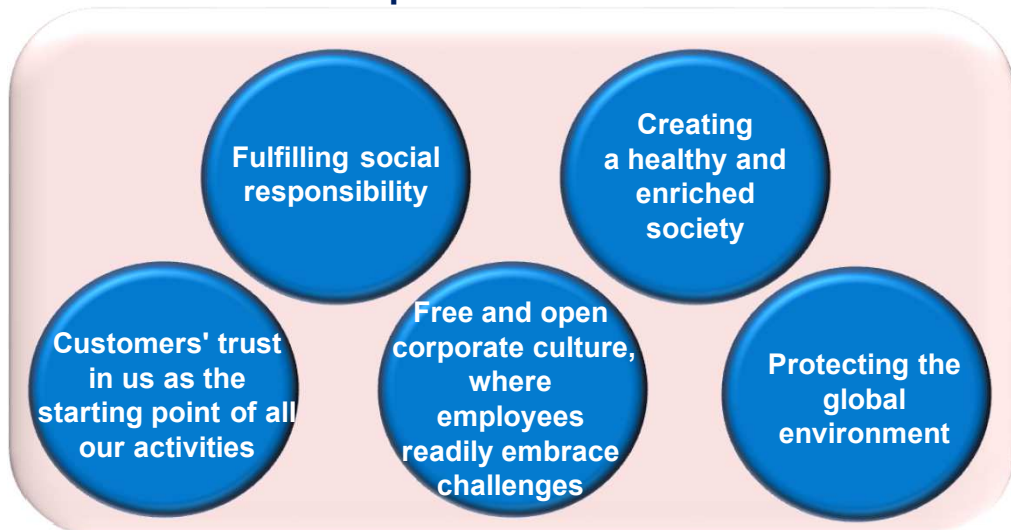 Fulfilling social
responsibility
Creating
a healthy and
enriched
society
Customers' trust
in us as the
starting point of all
our activities
Free and open
corporate culture,
where
employees
readily embrace
challenges
Protecting the
global
environment